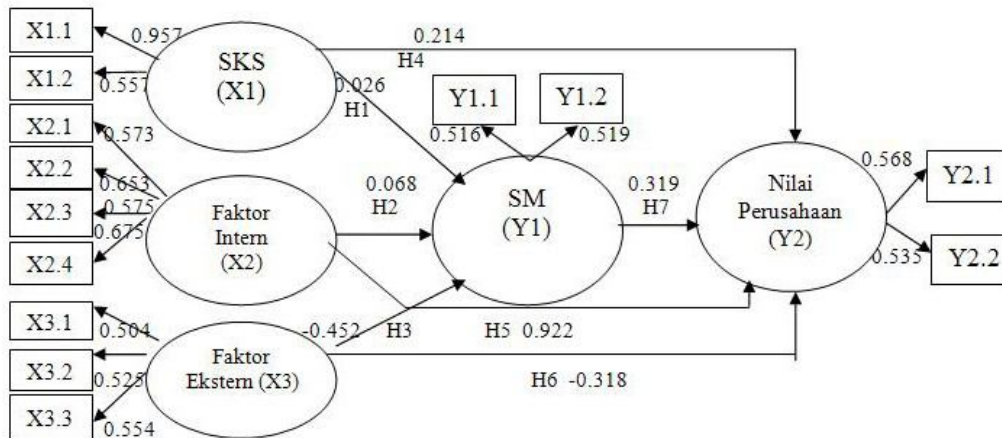 X1.1
0.957
X1.2
0.557
X2.1
0.573
X2.2
0.653
X2.3
0.575
X2.4
0.675
X3.1
0.504
X3.2
0.525
X3.3
0.554
SKS
(X1)
Faktor
Intern
(X2)
Faktor
Ekstern (X3)
0.214
H4
0.026
H1
0.068
H2
-0.452
H3
Y1.1
0.516
Y1.2
0.519
SM
(Y1)
0.319
H7
H5 0.922
H6 -0.318
Nilai
Perusahaan
(Y2)
0.568
Y2.1
0.535
Y2.2